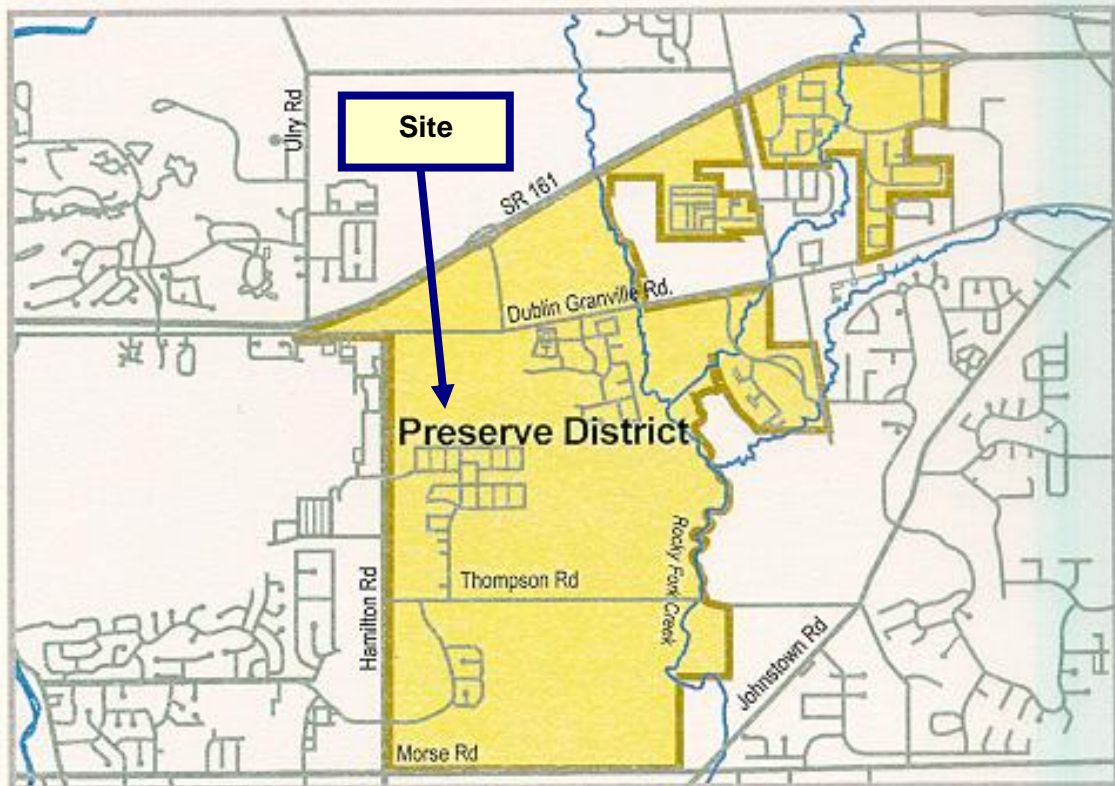 Ulry Rd
Site
SR 161
Dublin Granville Rd.
Preserve District
Rocky Fork Creek
Thompson Rd
Hamilton Rd
Johnstown Rd
Morse Rd